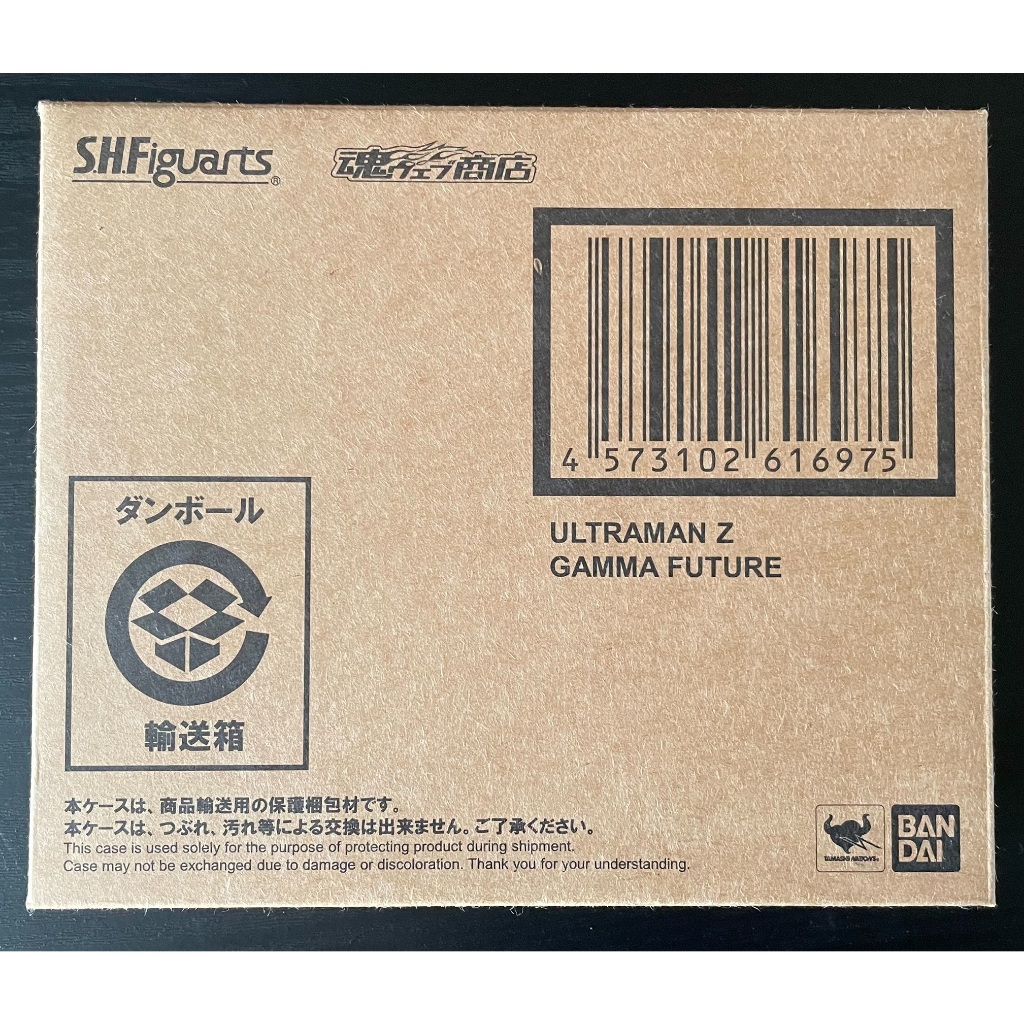 S.H.Figuarts®
魂ウェブ商店
4 573102 616975
ULTRAMAN Z
GAMMA FUTURE
ダンボール
輸送箱
本ケースは、商品輸送用の保護梱包材です。
本ケースは、つぶれ、汚れ等による交換は出来ません。ご了承ください。
This case is used solely for the purpose of protecting product during shipment.
Case may not be exchanged due to damage or discoloration. Thank you for your understanding.
TAMASHII NATIONS
BAN
DAI